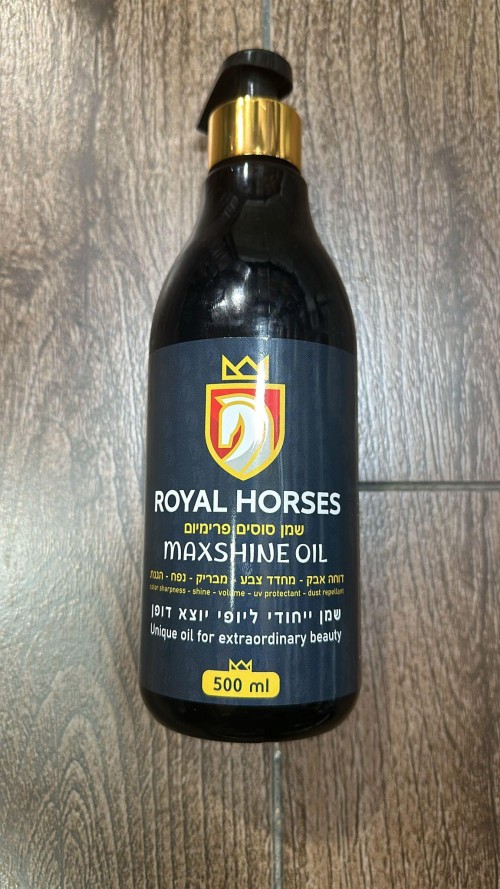 ROYAL HORSES
שמן סוסים פרימיום
MAXSHINE OIL
דוחה אבק - מחדד צבע - מבריק - נפח - הגנת
color sharpness - shine - volume - uv protectant - dust repellant
שמן ייחודי ליופי יוצא דופן
Unique oil for extraordinary beauty
500 ml